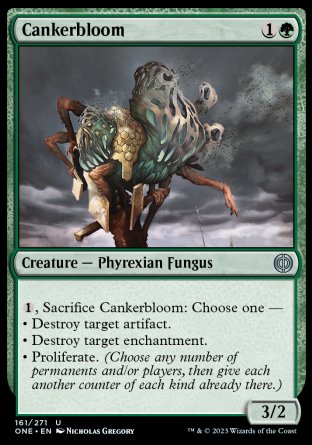 Cankerbloom 1
Creature — Phyrexian Fungus
1, Sacrifice Cankerbloom: Choose one —
• Destroy target artifact.
• Destroy target enchantment.
• Proliferate. (Choose any number of
permanents and/or players, then give each
another counter of each kind already there.)
3/2
161/271 U
ONE • EN Nicholas Gregory
™ & © 2023 Wizards of the Coast